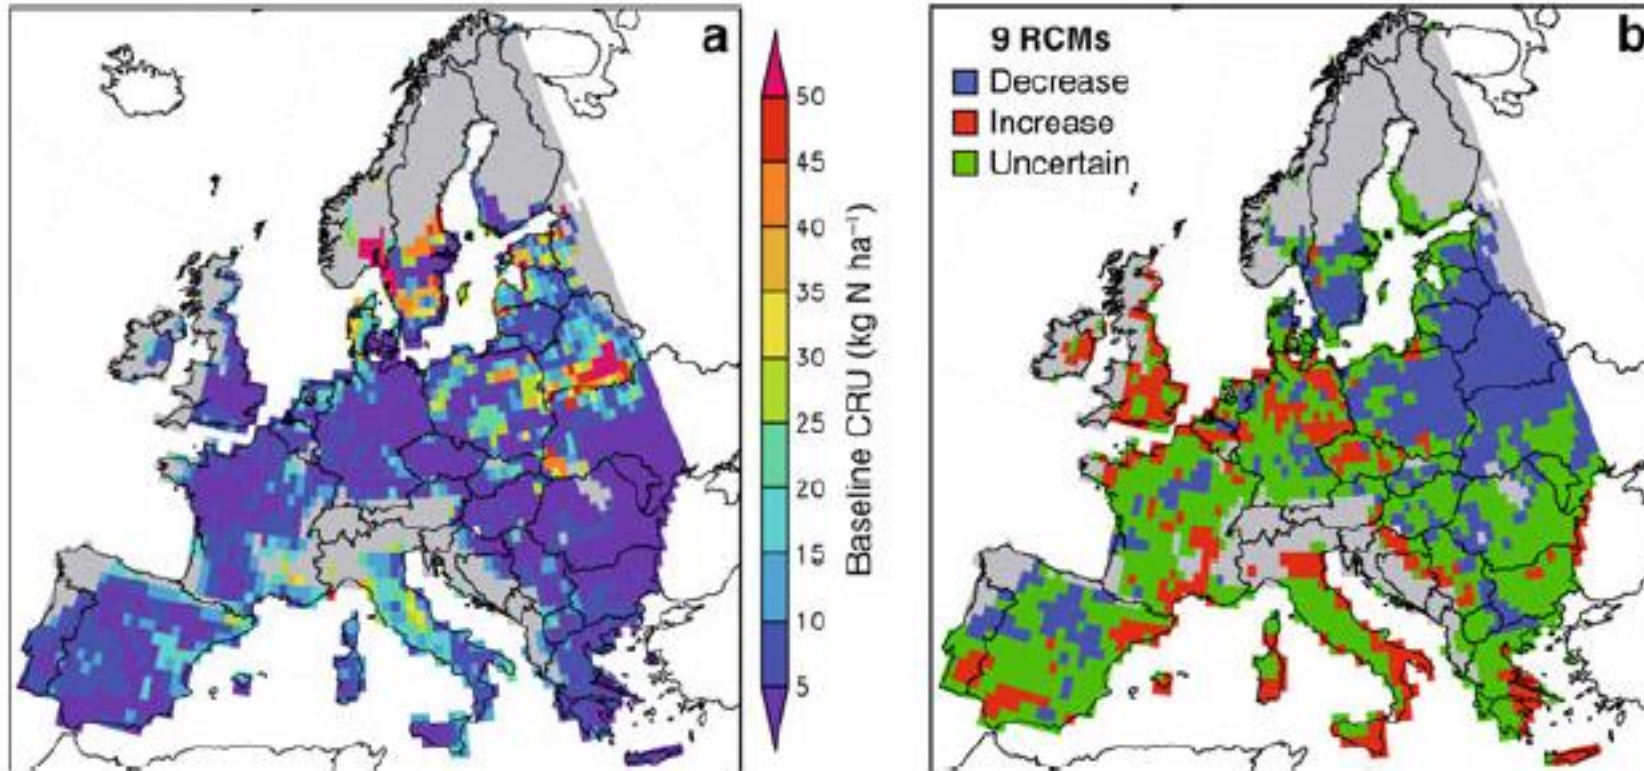 a
50
45
40
35
30
25
20
15
10
5
Baseline CRU (kg N ha⁻¹)
b
9 RCMs
Decrease
Increase
Uncertain